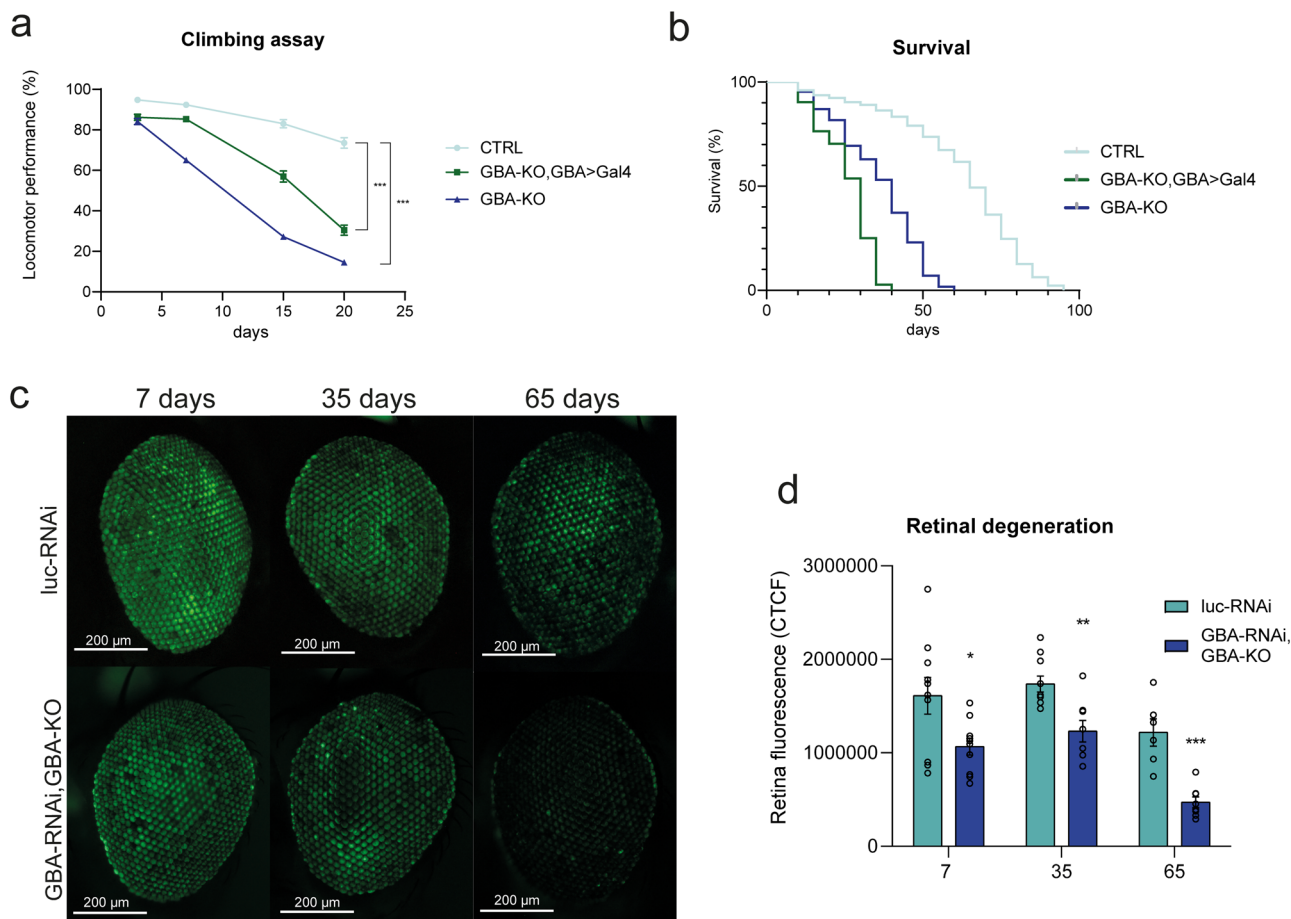 a
Climbing assay
Locomotor performance (%)
100
80
60
40
20
0
0 5 10 15 20 25
days
***
***
CTRL
GBA-KO,GBA>Gal4
GBA-KO
b
Survival
Survival (%)
100
50
0
0 50 100
days
CTRL
GBA-KO,GBA>Gal4
GBA-KO
c
7 days 35 days 65 days
luc-RNAi
200 µm 200 µm 200 µm
GBA-RNAi,GBA-KO
200 µm 200 µm 200 µm
d
Retinal degeneration
Retina fluorescence (CTCF)
3000000
2000000
1000000
0
7 35 65
* ** ***
luc-RNAi
GBA-RNAi,
GBA-KO